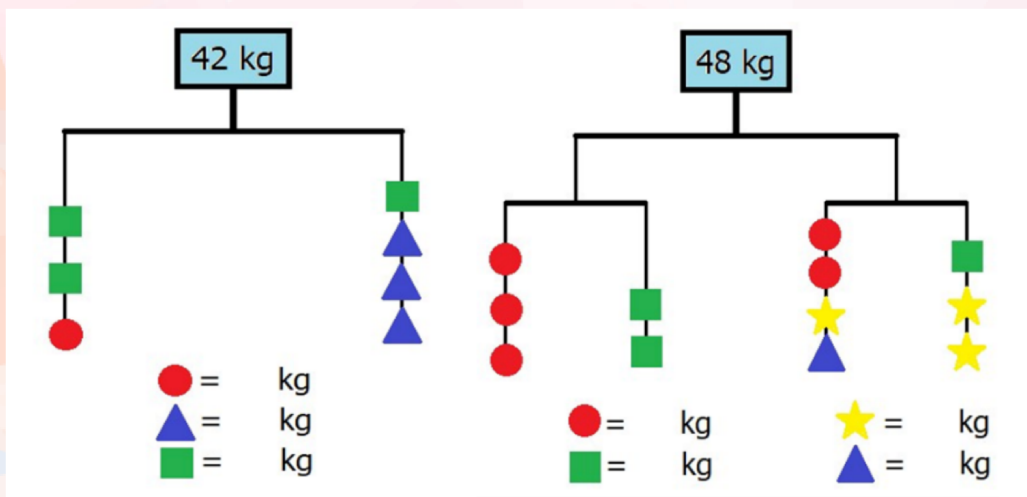 42 kg
48 kg
= kg
= kg
= kg
= kg
= kg
= kg
= kg